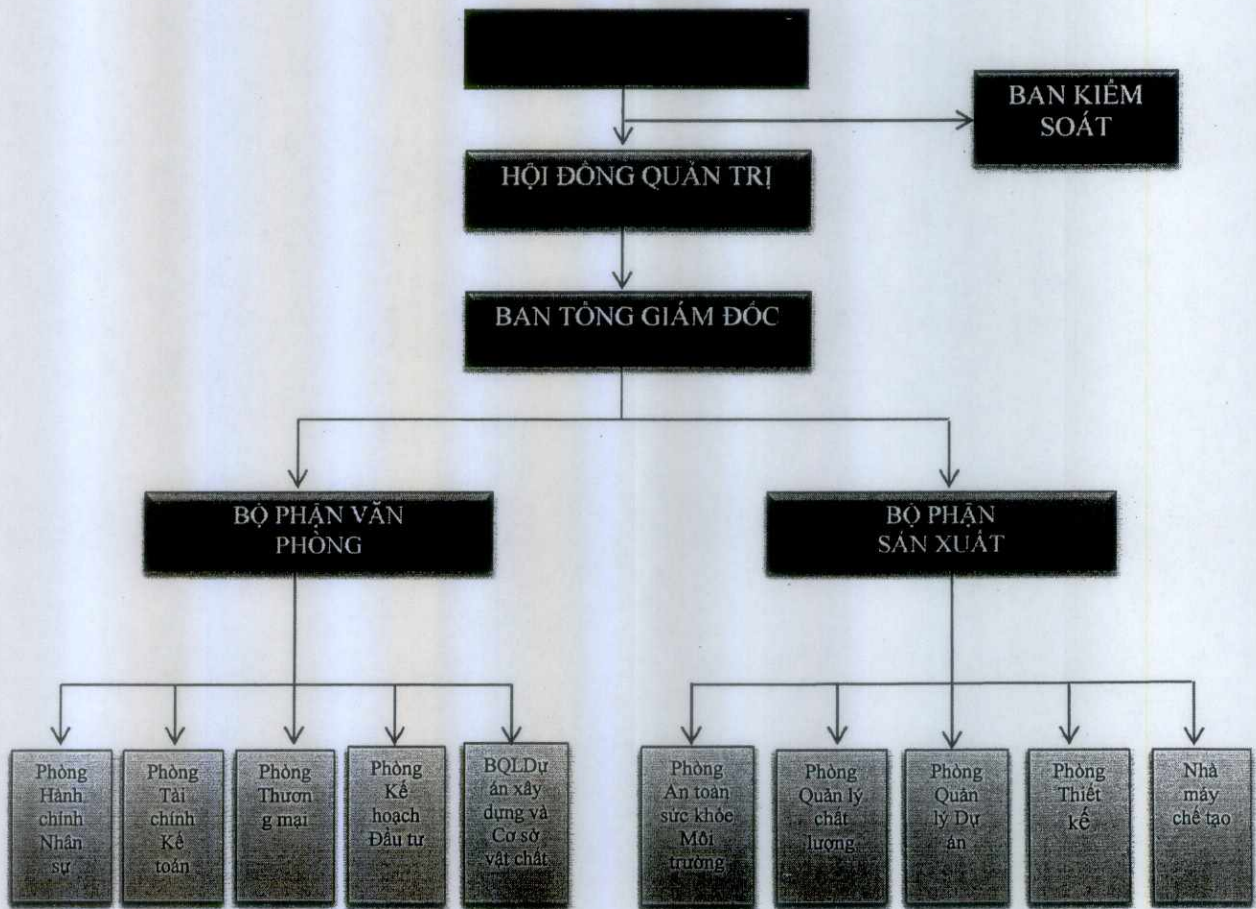 BAN KIỂM
SOÁT
HỘI ĐỒNG QUẢN TRỊ
BAN TỔNG GIÁM ĐỐC
BỘ PHẬN VĂN
PHÒNG
BỘ PHẬN
SẢN XUẤT
Phòng
Hành
chính
Nhân
sự
Phòng
Tài
chính
Kế
toán
Phòng
Thươn
g mại
Phòng
Kế
hoạch
Đầu tư
BQLDự
án xây
dựng và
Cơ sở
vật chất
Phòng
An toàn
sức khỏe
Môi
trường
Phòng
Quản lý
chất
lượng
Phòng
Quản
lý Dự
án
Phòng
Thiết
kế
Nhà
máy
chế tạo